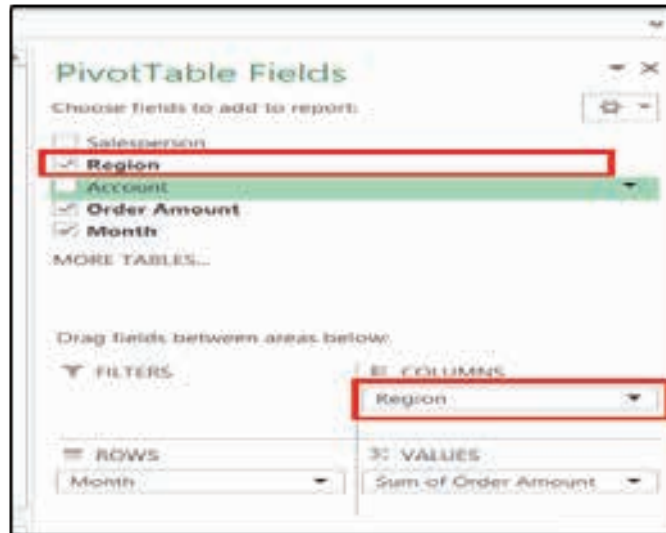 PivotTable Fields
Choose fields to add to report:
Salesperson
Region
Account
Order Amount
Month
MORE TABLES...
Drag fields between areas below:
FILTERS
COLUMNS
Region
ROWS
VALUES
Month
Sum of Order Amount